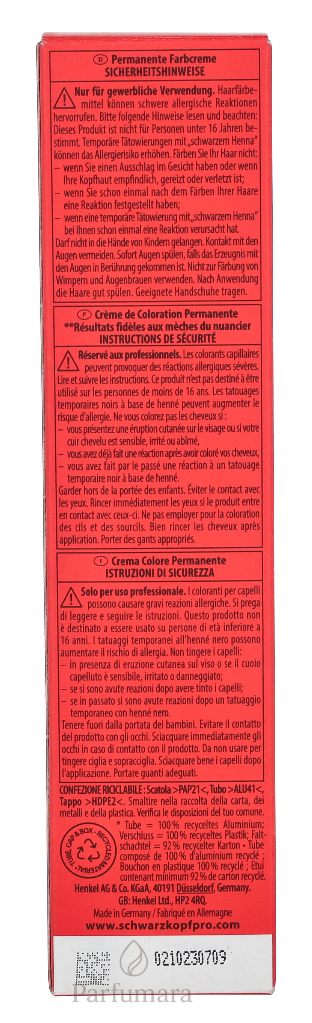 D Permanente Farbcreme
SICHERHEITSHINWEISE
Nur für gewerbliche Verwendung. Haarfärbe-
mittel können schwere allergische Reaktionen
hervorrufen. Bitte folgende Hinweise lesen und beachten:
Dieses Produkt ist nicht für Personen unter 16 Jahren be-
stimmt. Temporäre Tätowierungen mit „schwarzem Henna“
können das Allergierisiko erhöhen. Färben Sie Ihr Haar nicht:
– wenn Sie einen Ausschlag im Gesicht haben oder wenn
Ihre Kopfhaut empfindlich, gereizt oder verletzt ist;
– wenn Sie schon einmal nach dem Färben Ihrer Haare
eine Reaktion festgestellt haben;
– wenn eine temporäre Tätowierung mit „schwarzem Henna“
bei Ihnen schon einmal eine Reaktion verursacht hat.
Darf nicht in die Hände von Kindern gelangen. Kontakt mit den
Augen vermeiden. Sofort Augen spülen, falls das Erzeugnis mit
den Augen in Berührung gekommen ist. Nicht zur Färbung von
Wimpern und Augenbrauen verwenden. Nach Anwendung
die Haare gut spülen. Geeignete Handschuhe tragen.
F Crème de Coloration Permanente
**Résultats fidèles aux mèches du nuancier
INSTRUCTIONS DE SÉCURITÉ
Réservé aux professionnels. Les colorants capillaires
peuvent provoquer des réactions allergiques sévères.
Lire et suivre les instructions. Ce produit n’est pas destiné à être
utilisé sur les personnes de moins de 16 ans. Les tatouages
temporaires noirs à base de henné peuvent augmenter le
risque d’allergie. Ne vous colorez pas les cheveux si :
– vous présentez une éruption cutanée sur le visage ou si votre
cuir chevelu est sensible, irrité ou abîmé,
– vous avez déjà fait une réaction après avoir coloré vos cheveux,
– vous avez fait par le passé une réaction à un tatouage
temporaire noir à base de henné.
Garder hors de la portée des enfants. Éviter le contact avec
les yeux. Rincer immédiatement les yeux si le produit entre
en contact avec ceux-ci. Ne pas employer pour la coloration
des cils et des sourcils. Bien rincer les cheveux après
application. Porter des gants appropriés.
I Crema Colore Permanente
ISTRUZIONI DI SICUREZZA
Solo per uso professionale. I coloranti per capelli
possono causare gravi reazioni allergiche. Si prega
di leggere e seguire le istruzioni. Questo prodotto non
è destinato a essere usato su persone di età inferiore a
16 anni. I tatuaggi temporanei all’henné nero possono
aumentare il rischio di allergia. Non tingere i capelli:
– in presenza di eruzione cutanea sul viso o se il cuoio
capelluto è sensibile, irritato o danneggiato;
– se si sono avute reazioni dopo avere tinto i capelli;
– se in passato si sono avute reazioni dopo un tatuaggio
temporaneo con henné nero.
Tenere fuori dalla portata dei bambini. Evitare il contatto
del prodotto con gli occhi. Sciacquare immediatamente gli
occhi in caso di contatto con il prodotto. Da non usare per
tingere ciglia e sopracciglia. Sciacquare bene i capelli dopo
l’applicazione. Portare guanti adeguati.
CONFEZIONE RICICLABILE: Scatola >PAP21<, Tubo >ALU41<,
Tappo >HDPE2<. Smaltire nella raccolta della carta, dei
metalli e della plastica. Verifica le disposizioni del tuo comune.
TUBE CAP & BOX • RECYCLED MATERIAL*
* Tube = 100 % recyceltes Aluminium;
Verschluss = 100 % recyceltes Plastik; Falt-
schachtel = 92 % recycelter Karton • Tube
composé de 100 % d’aluminium recyclé ;
Bouchon en plastique 100 % recyclé ; Etui
contenant minimum 92 % de carton recyclé.
Henkel AG & Co. KGaA, 40191 Düsseldorf, Germany.
GB: Henkel Ltd., HP2 4RQ.
Made in Germany / Fabriqué en Allemagne
www.schwarzkopfpro.com
0210230709
Parfumara